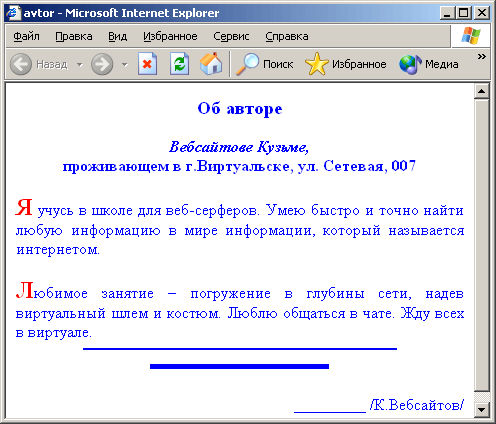 avtor - Microsoft Internet Explorer
Файл Правка Вид Избранное Сервис Справка
Назад Поиск Избранное Медиа »
Об авторе
Вебсайтове Кузьме,
проживающем в г.Виртуальске, ул. Сетевая, 007
Я учусь в школе для веб-серферов. Умею быстро и точно найти
любую информацию в мире информации, который называется
интернетом.
Любимое занятие – погружение в глубины сети, надев
виртуальный шлем и костюм. Люблю общаться в чате. Жду всех
в виртуале.
_________ /К.Вебсайтов/